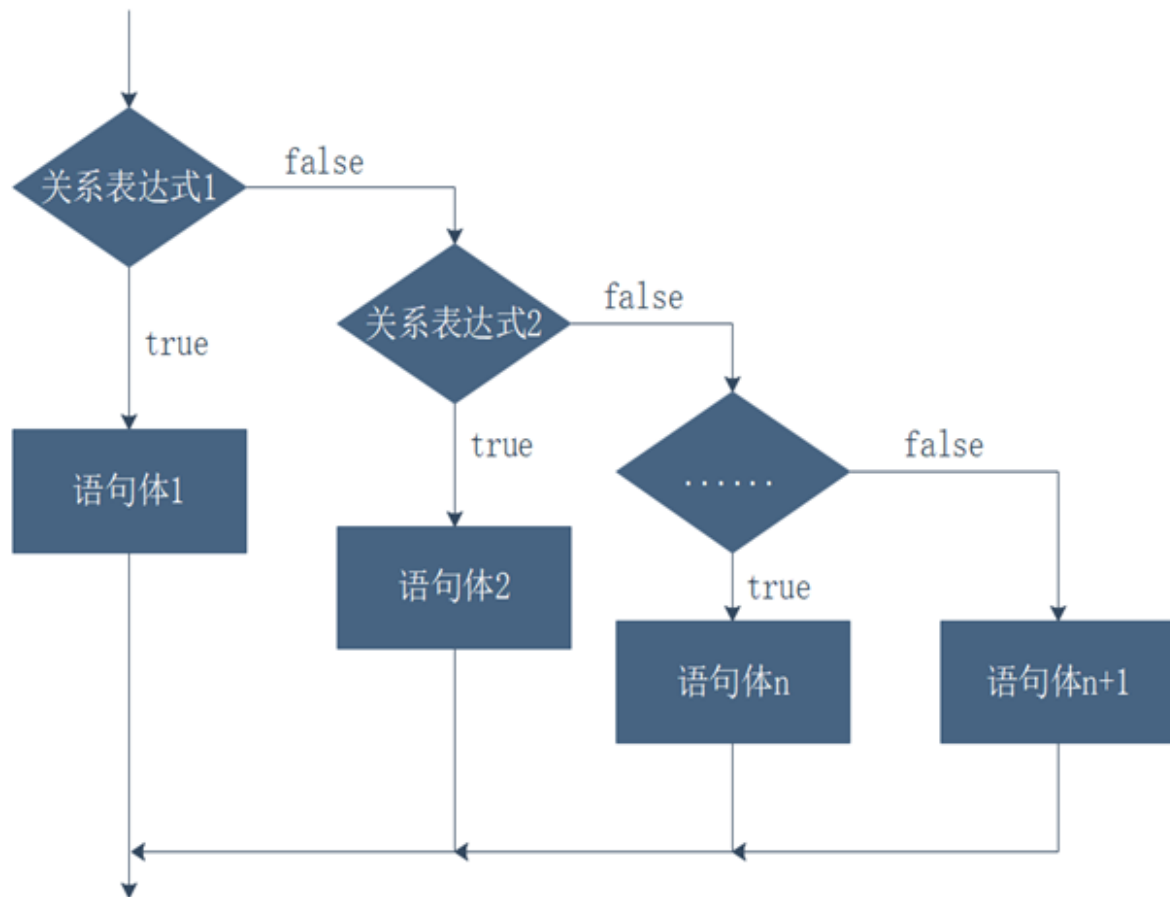 关系表达式1
false
关系表达式2
false
true
true
......
false
语句体1
语句体2
true
语句体n
语句体n+1